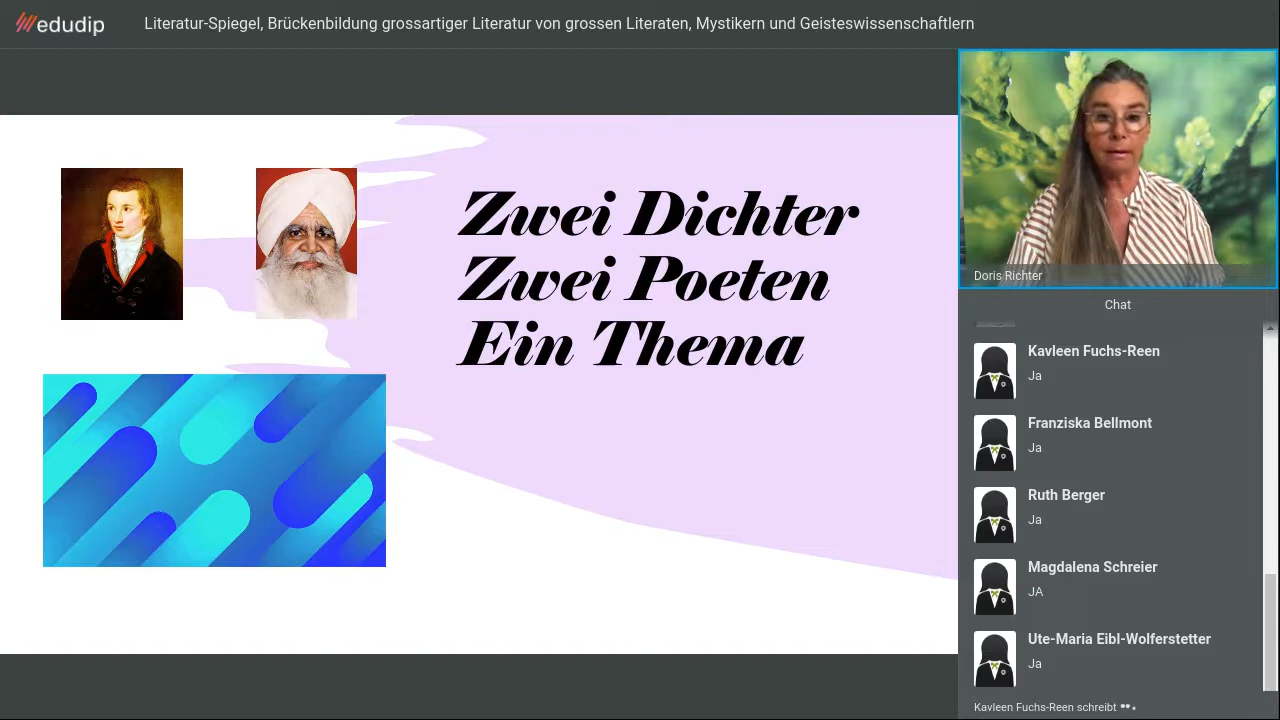 edudip
Literatur-Spiegel, Brückenbildung grossartiger Literatur von grossen Literaten, Mystikern und Geisteswissenschaftlern
Zwei Dichter
Zwei Poeten
Ein Thema
Doris Richter
Chat
Kavleen Fuchs-Reen
Ja
Franziska Bellmont
Ja
Ruth Berger
Ja
Magdalena Schreier
JA
Ute-Maria Eibl-Wolferstetter
Ja
Kavleen Fuchs-Reen schreibt